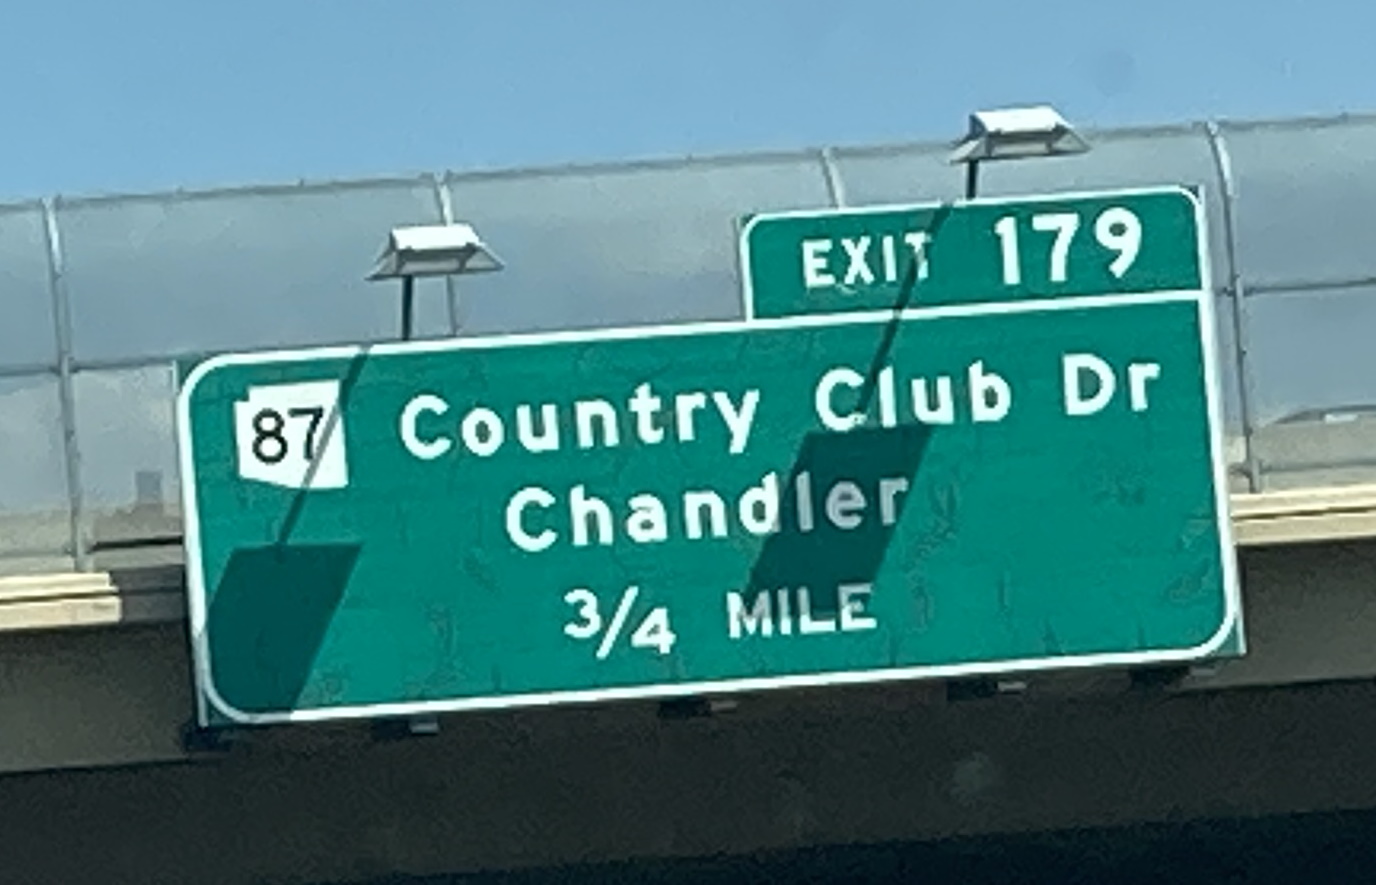 EXIT 179
87 Country Club Dr
Chandler
3/4 MILE